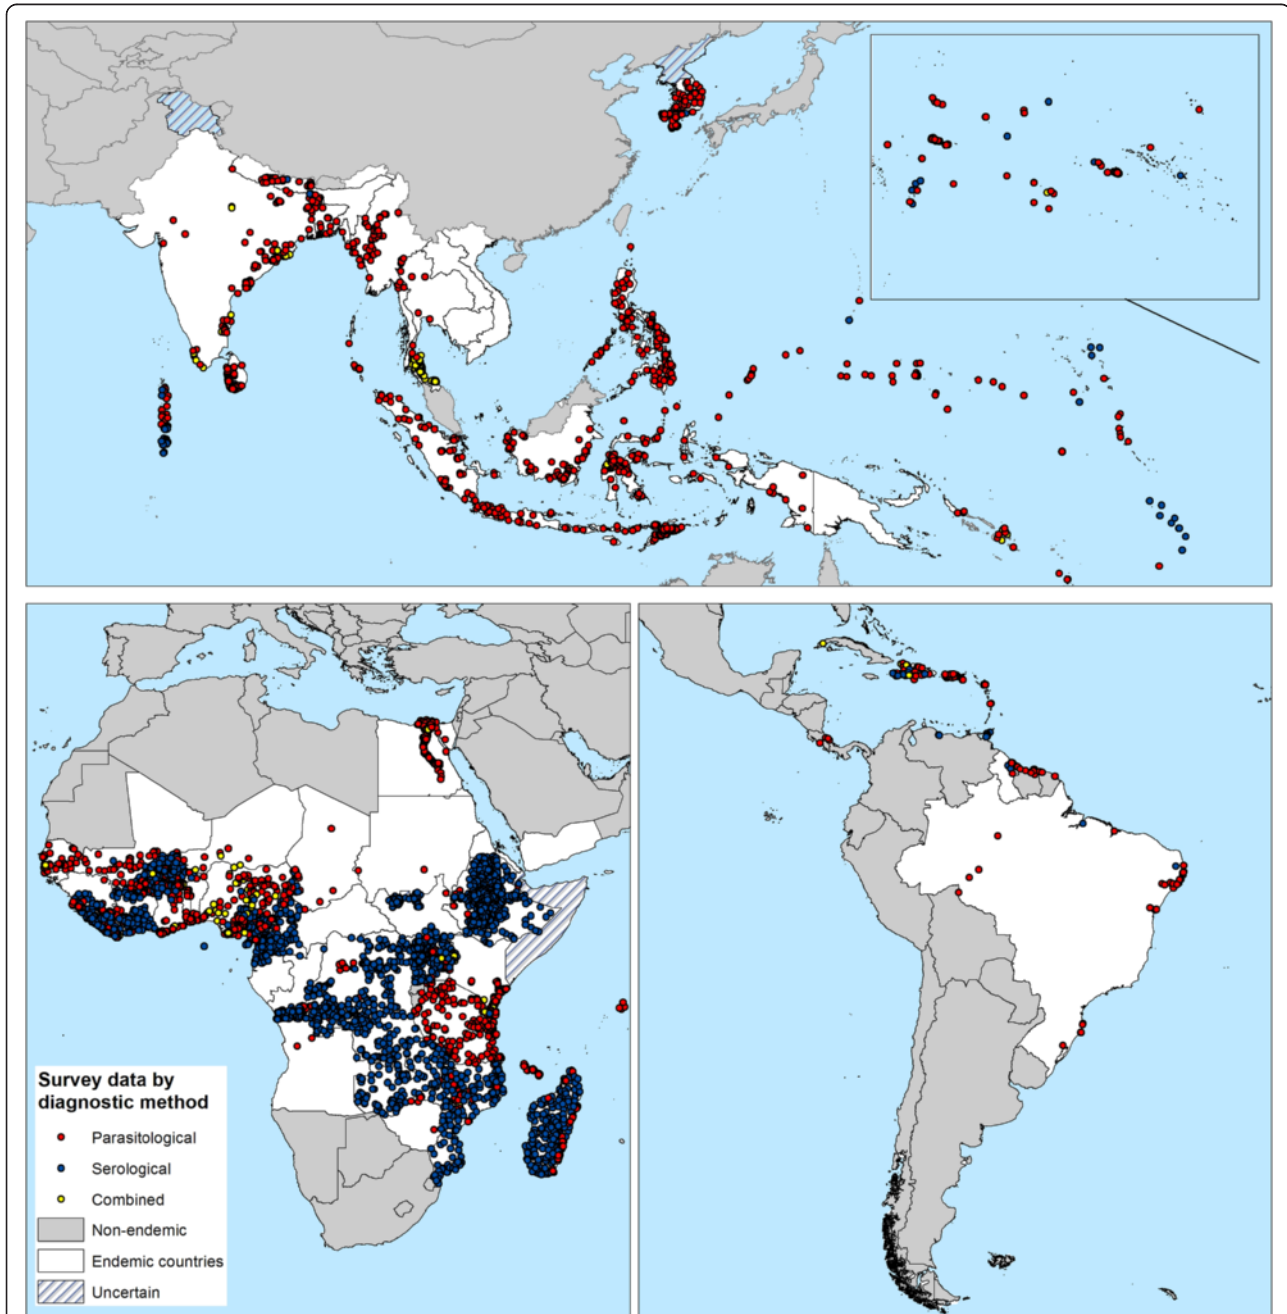 Survey data by
diagnostic method
Parasitological
Serological
Combined
Non-endemic
Endemic countries
Uncertain